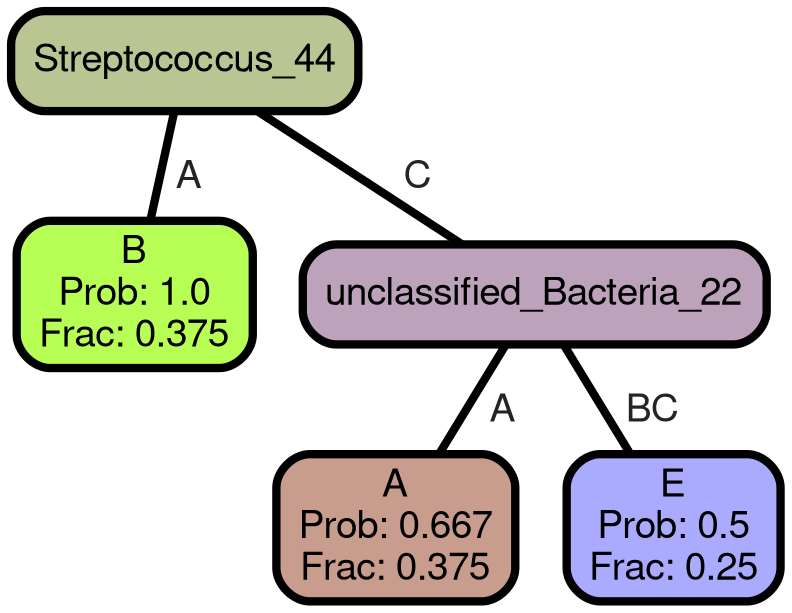 Streptococcus_44
A
C
B
Prob: 1.0
Frac: 0.375
unclassified_Bacteria_22
A
BC
A
Prob: 0.667
Frac: 0.375
E
Prob: 0.5
Frac: 0.25